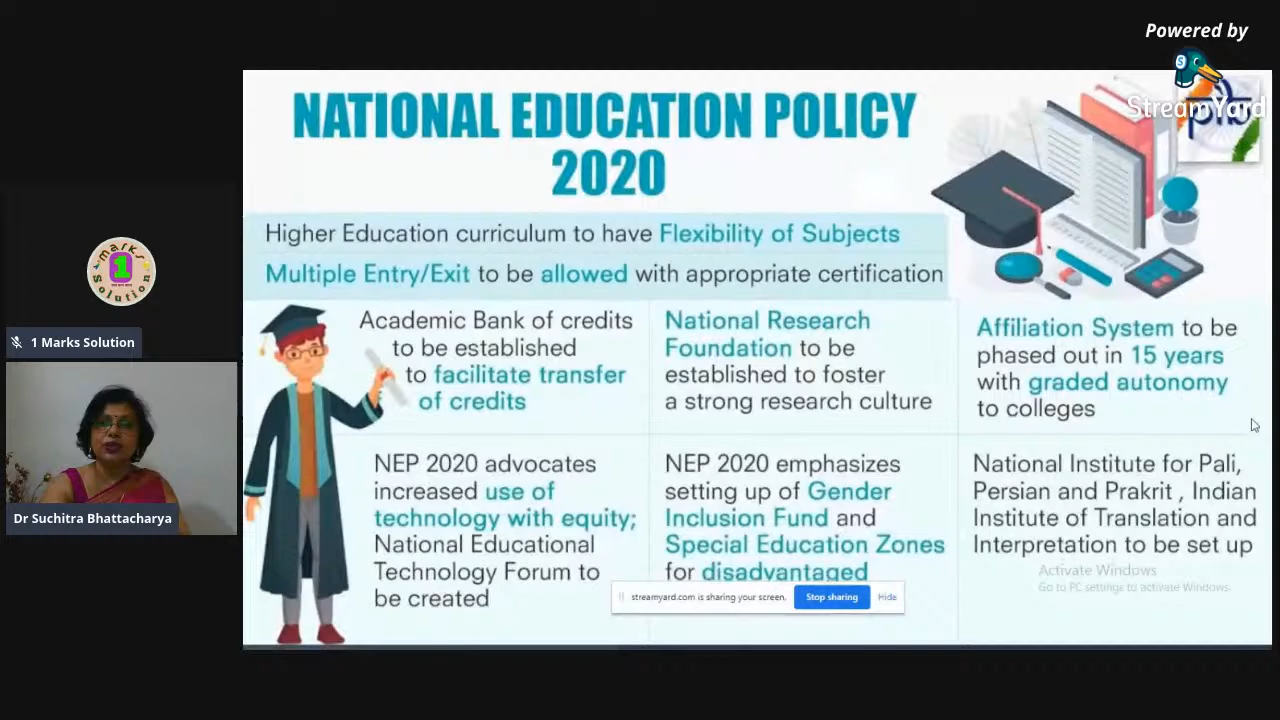 Powered by
StreamYard
NATIONAL EDUCATION POLICY
2020
Higher Education curriculum to have Flexibility of Subjects
Multiple Entry/Exit to be allowed with appropriate certification
Academic Bank of credits
to be established
to facilitate transfer
of credits
National Research
Foundation to be
established to foster
a strong research culture
Affiliation System to be
phased out in 15 years
with graded autonomy
to colleges
NEP 2020 advocates
increased use of
technology with equity;
National Educational
Technology Forum to
be created
NEP 2020 emphasizes
setting up of Gender
Inclusion Fund and
Special Education Zones
for disadvantaged
National Institute for Pali,
Persian and Prakrit , Indian
Institute of Translation and
Interpretation to be set up
Activate Windows
Go to PC settings to activate Windows.
streamyard.com is sharing your screen.
Stop sharing
Hide
marks
1
Solution
1 Marks Solution
Dr Suchitra Bhattacharya